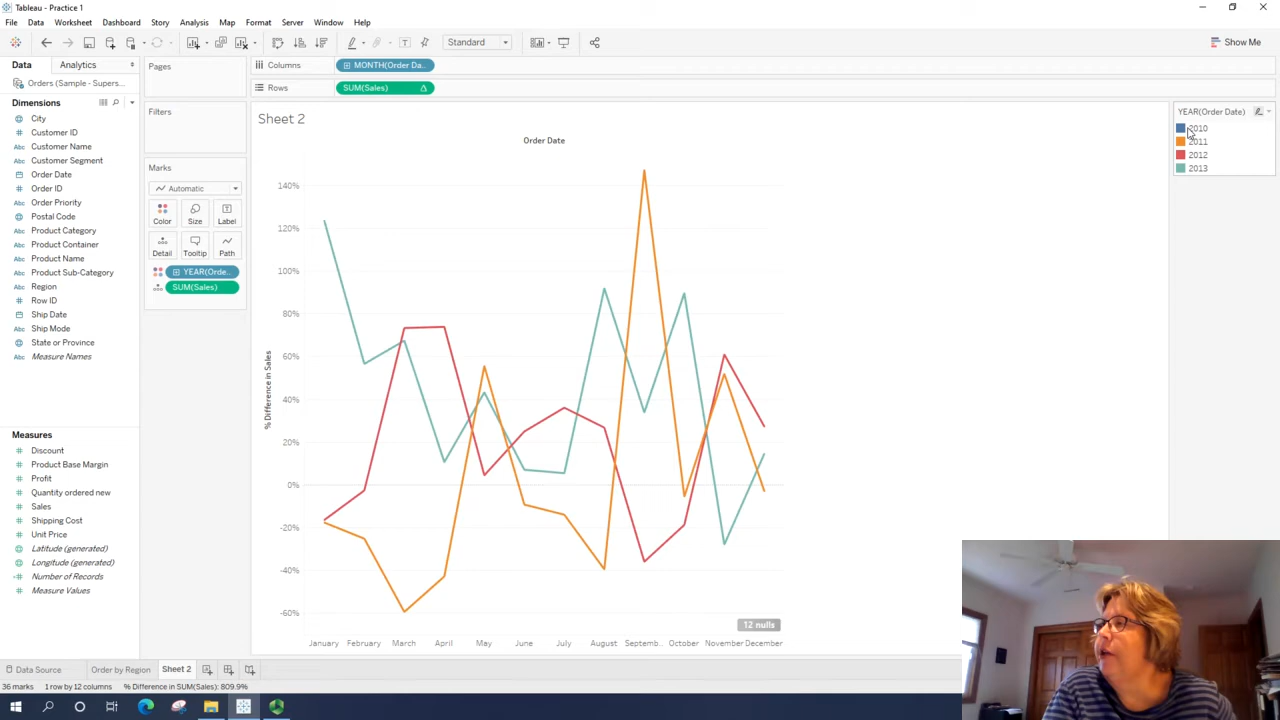 Tableau - Practice 1
File Data Worksheet Dashboard Story Analysis Map Format Server Window Help
Standard
Show Me
Data Analytics
Orders (Sample - Supers...
Dimensions
City
Customer ID
Customer Name
Customer Segment
Order Date
Order ID
Order Priority
Postal Code
Product Category
Product Container
Product Name
Product Sub-Category
Region
Row ID
Ship Date
Ship Mode
State or Province
Measure Names
Measures
Discount
Product Base Margin
Profit
Quantity ordered new
Sales
Shipping Cost
Unit Price
Latitude (generated)
Longitude (generated)
Number of Records
Measure Values
Pages
Filters
Marks
Automatic
Color Size Label
Detail Tooltip Path
YEAR(Orde..
SUM(Sales)
Columns MONTH(Order Da..
Rows SUM(Sales)
Sheet 2
Order Date
% Difference in Sales
140%
120%
100%
80%
60%
40%
20%
0%
-20%
-40%
-60%
12 nulls
January February March April May June July August Septemb.. October November December
YEAR(Order Date)
2010
2011
2012
2013
Data Source Order by Region Sheet 2
36 marks 1 row by 12 columns % Difference in SUM(Sales): 809.9%